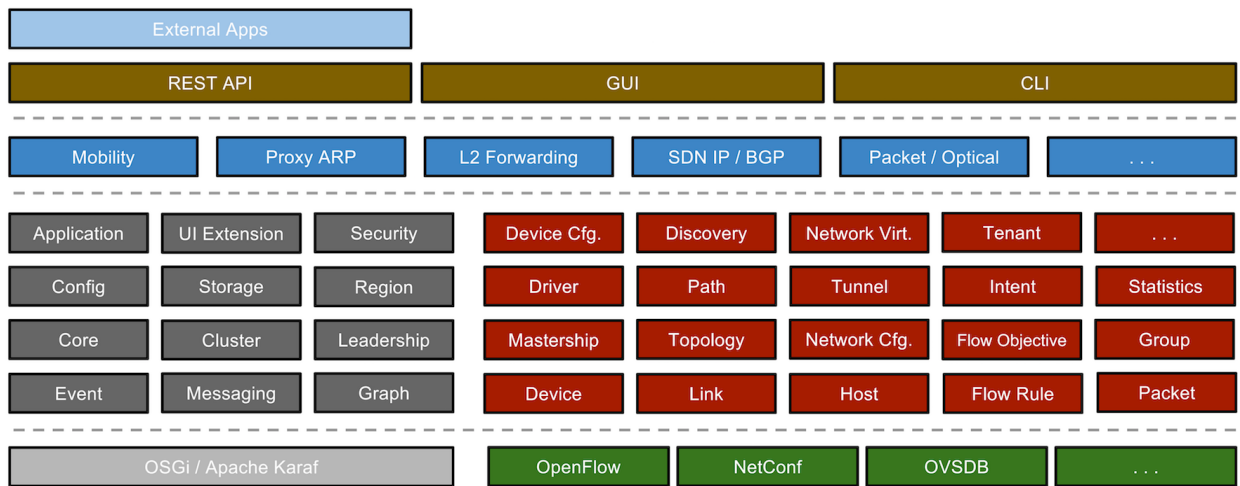 External Apps
REST API GUI CLI
Mobility Proxy ARP L2 Forwarding SDN IP / BGP Packet / Optical . . .
Application UI Extension Security Device Cfg. Discovery Network Virt. Tenant . . .
Config Storage Region Driver Path Tunnel Intent Statistics
Core Cluster Leadership Mastership Topology Network Cfg. Flow Objective Group
Event Messaging Graph Device Link Host Flow Rule Packet
OSGi / Apache Karaf OpenFlow NetConf OVSDB . . .